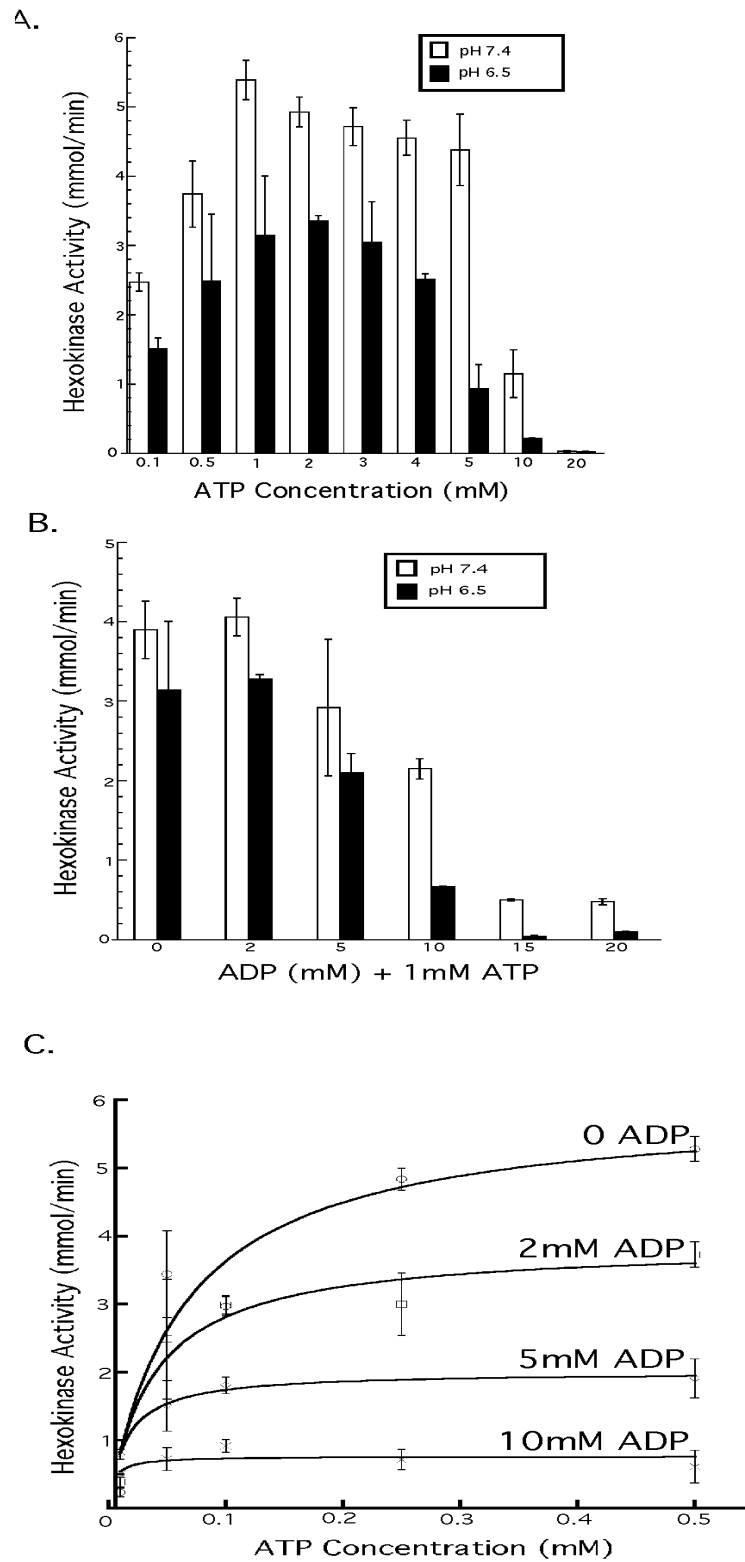 A.
Hexokinase Activity (mmol/min)
6
5
4
3
2
1
0
pH 7.4
pH 6.5
0.1 0.5 1 2 3 4 5 10 20
ATP Concentration (mM)
B.
Hexokinase Activity (mmol/min)
5
4
3
2
1
0
pH 7.4
pH 6.5
0 2 5 10 15 20
ADP (mM) + 1mM ATP
C.
Hexokinase Activity (mmol/min)
6
5
4
3
2
1
0 ADP
2mM ADP
5mM ADP
10mM ADP
0 0.1 0.2 0.3 0.4 0.5
ATP Concentration (mM)